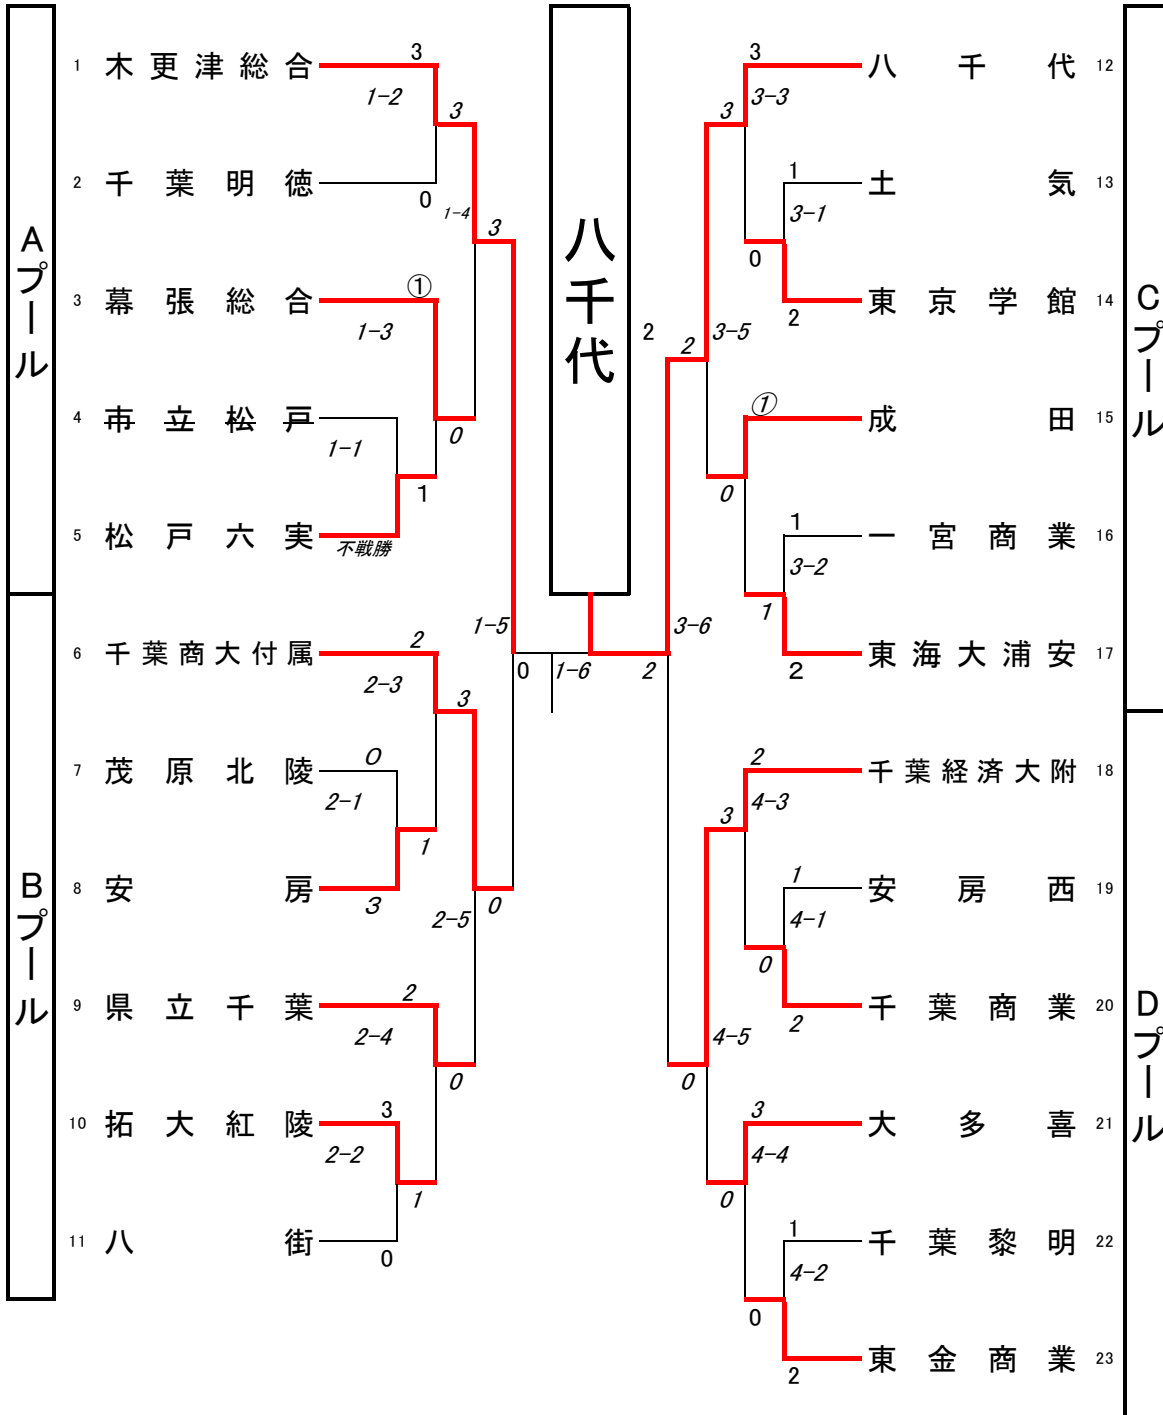 Aプール
1 木更津総合 3
1-2
3
2 千葉明徳 0
1-4
3
3 幕張総合 ①
1-3
4 市立松戸
1-1
0
1
5 松戸六実
不戦勝
Bプール
1-5
6 千葉商大付属 2
2-3
3
0
1-6
7 茂原北陵 0
2-1
1
8 安房 3
2-5
0
9 県立千葉 2
2-4
0
10 拓大紅陵 3
2-2
1
11 八街 0
八千代
2
2
3-6
2
Cプール
3 八千代 12
3-3
3
1 土気 13
3-1
0
2 東京学館 14
3-5
① 成田 15
0
1 一宮商業 16
3-2
1
2 東海大浦安 17
Dプール
2 千葉経済大附 18
4-3
3
1 安房西 19
4-1
0
2 千葉商業 20
4-5
0
3 大多喜 21
4-4
0
1 千葉黎明 22
4-2
0
2 東金商業 23